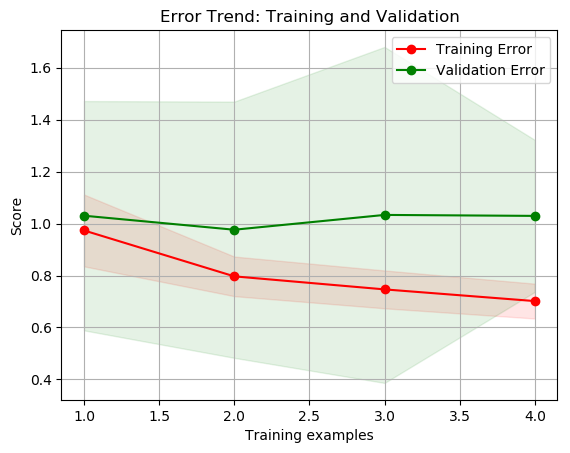 Error Trend: Training and Validation
Training Error
Validation Error
Score
1.6
1.4
1.2
1.0
0.8
0.6
0.4
1.0 1.5 2.0 2.5 3.0 3.5 4.0
Training examples